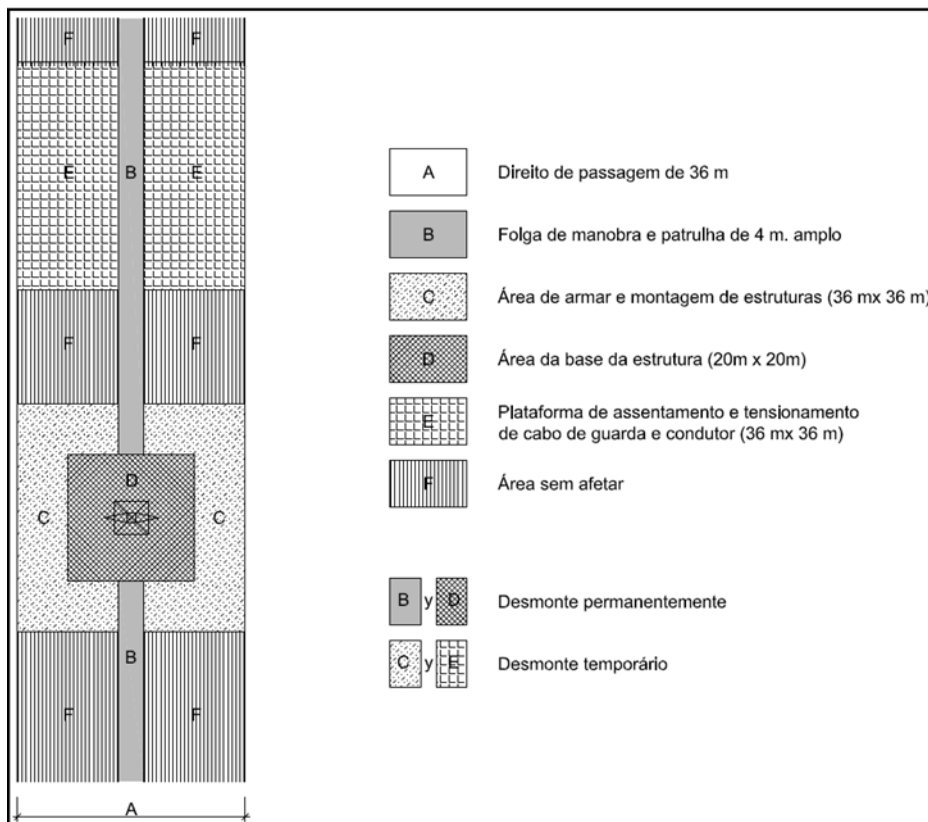 F F
E B E
F F
D
C C
B
F F
A
A Direito de passagem de 36 m
B Folga de manobra e patrulha de 4 m. amplo
C Área de armar e montagem de estruturas (36 mx 36 m)
D Área da base da estrutura (20m x 20m)
E Plataforma de assentamento e tensionamento
de cabo de guarda e condutor (36 mx 36 m)
F Área sem afetar
B y D Desmonte permanentemente
C y E Desmonte temporário